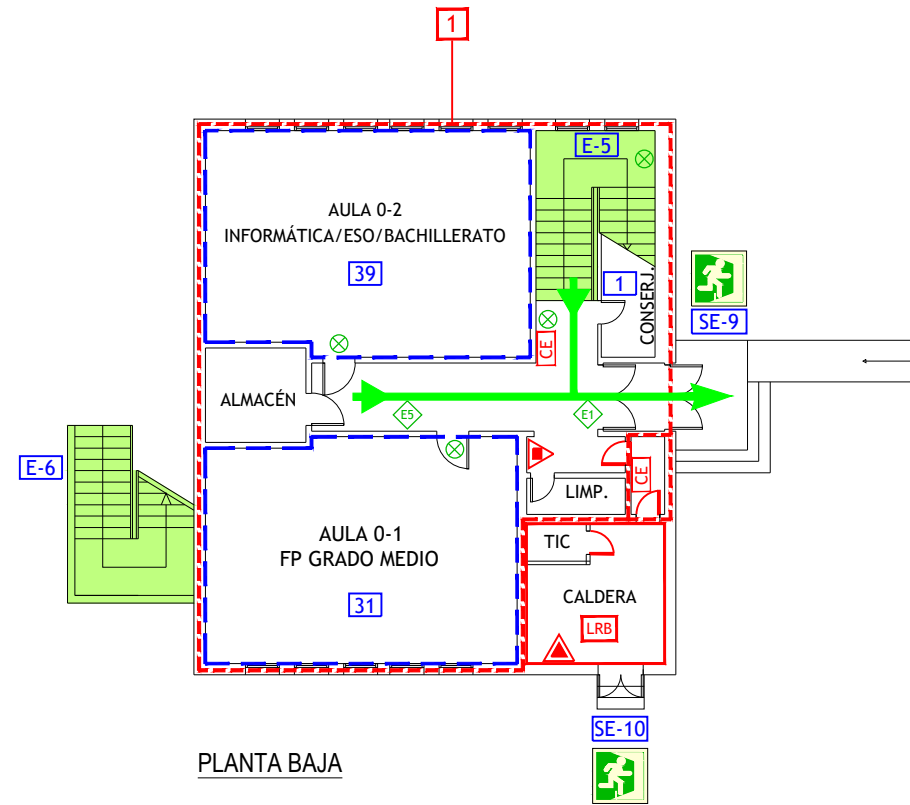 1
E-5
AULA 0-2
INFORMÁTICA/ESO/BACHILLERATO
39
1
CONSERJ.
SE-9
CE
ALMACÉN
E5
E1
E-6
CE
LIMP.
AULA 0-1
FP GRADO MEDIO
TIC
CALDERA
31
LRB
SE-10
PLANTA BAJA